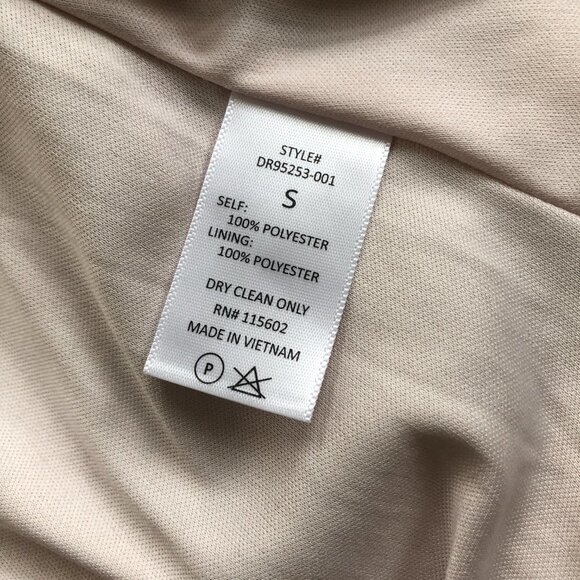 STYLE#
DR95253-001
S
SELF:
100% POLYESTER
LINING:
100% POLYESTER
DRY CLEAN ONLY
RN# 115602
MADE IN VIETNAM
P